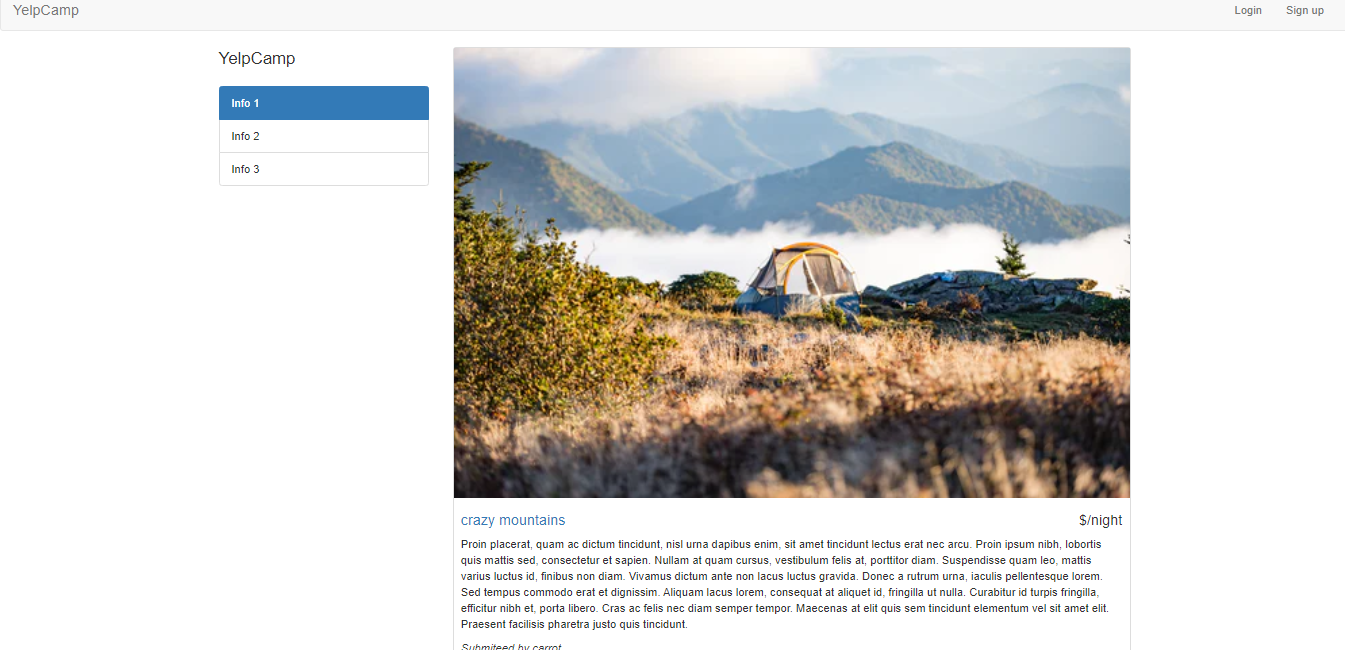 YelpCamp
Login
Sign up
YelpCamp
Info 1
Info 2
Info 3
crazy mountains
$/night
Proin placerat, quam ac dictum tincidunt, nisl urna dapibus enim, sit amet tincidunt lectus erat nec arcu. Proin ipsum nibh, lobortis
quis mattis sed, consectetur et sapien. Nullam at quam cursus, vestibulum felis at, porttitor diam. Suspendisse quam leo, mattis
varius luctus id, finibus non diam. Vivamus dictum ante non lacus luctus gravida. Donec a rutrum urna, iaculis pellentesque lorem.
Sed tempus commodo erat et dignissim. Aliquam lacus lorem, consequat at aliquet id, fringilla ut nulla. Curabitur id turpis fringilla,
efficitur nibh et, porta libero. Cras ac felis nec diam semper tempor. Maecenas at elit quis sem tincidunt elementum vel sit amet elit.
Praesent facilisis pharetra justo quis tincidunt.
Submiteed by carrot